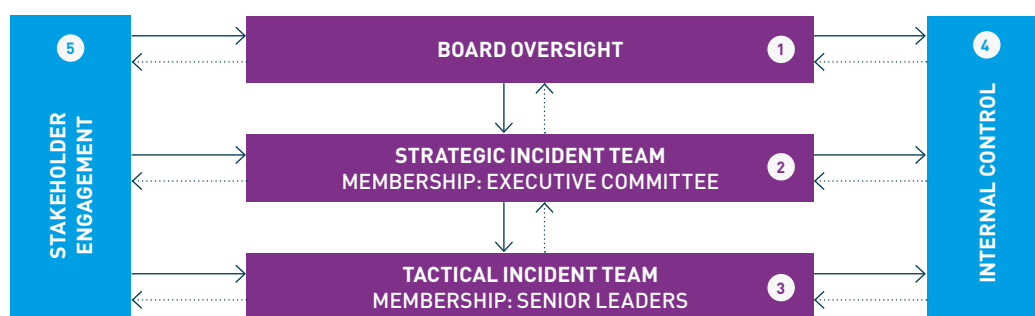 5
STAKEHOLDER
ENGAGEMENT
BOARD OVERSIGHT
1
STRATEGIC INCIDENT TEAM
MEMBERSHIP: EXECUTIVE COMMITTEE
2
TACTICAL INCIDENT TEAM
MEMBERSHIP: SENIOR LEADERS
3
4
INTERNAL CONTROL